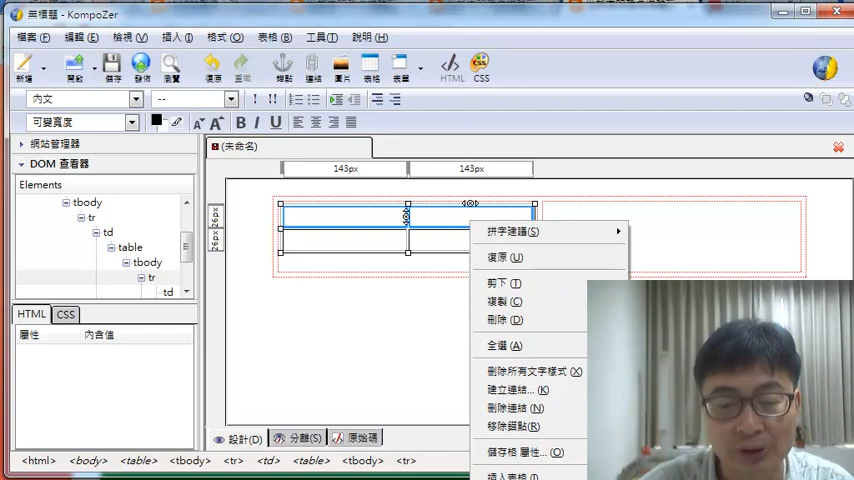 無標題 - KompoZer
檔案 (F) 編輯 (E) 檢視 (V) 插入 (I) 格式 (O) 表格 (B) 工具(T) 說明 (H)
新增 開啟 儲存 發佈 瀏覽 復原 重做 錨點 連結 圖片 表格 表單 HTML CSS
內文 --
可變寬度 B I U
網站管理器 (未命名)
DOM 查看器
Elements 143px 143px
tbody
tr
td
table
tbody
tr
td
26px
26px
拼字建議(S)
復原 (U)
剪下 (T)
複製 (C)
刪除 (D)
全選 (A)
刪除所有文字樣式 (X)
建立連結... (K)
刪除連結 (N)
移除錨點(R)
儲存格 屬性... (O)
插入表格 (I)
HTML CSS
屬性 內含值
設計(D) 分離(S) 原始碼
<html> <body> <table> <tbody> <tr> <td> <table> <tbody> <tr>